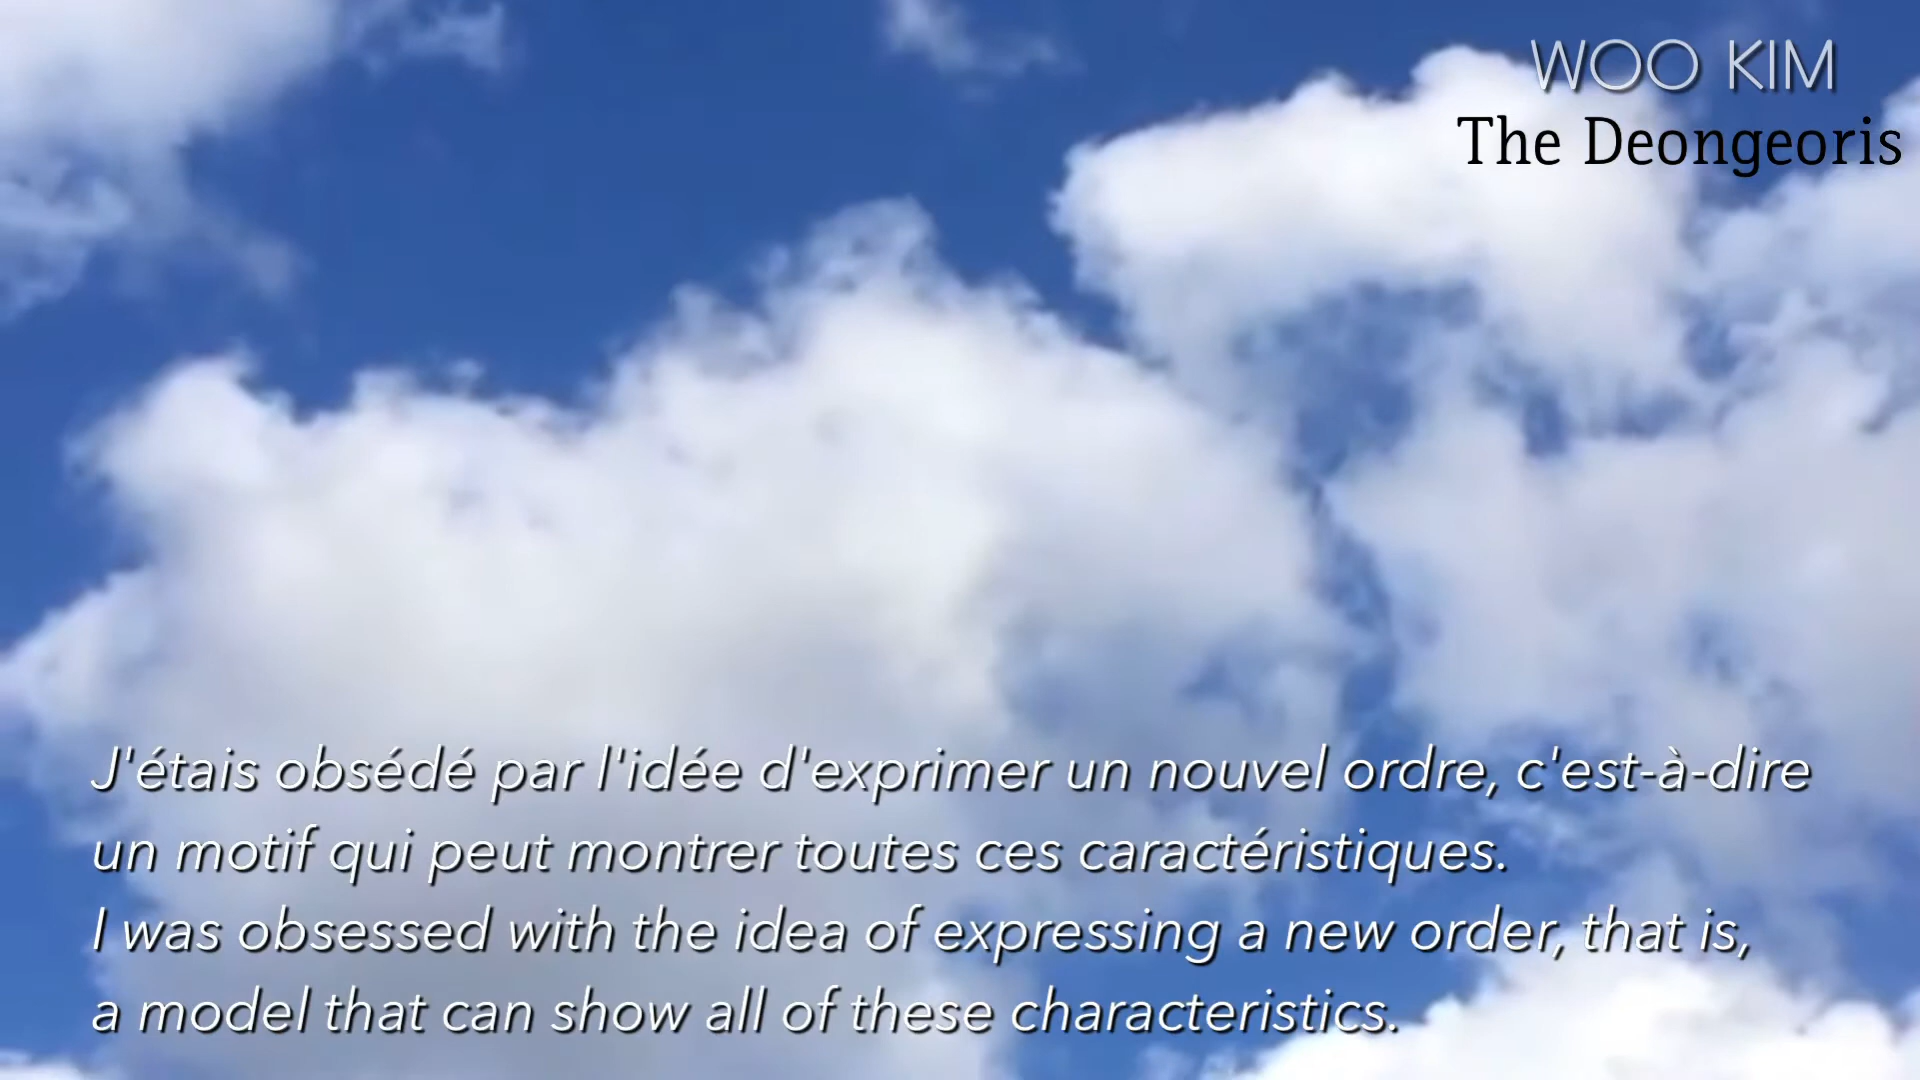 WOO KIM
The Deongeoris
J'étais obsédé par l'idée d'exprimer un nouvel ordre, c'est-à-dire
un motif qui peut montrer toutes ces caractéristiques.
I was obsessed with the idea of expressing a new order, that is,
a model that can show all of these characteristics.